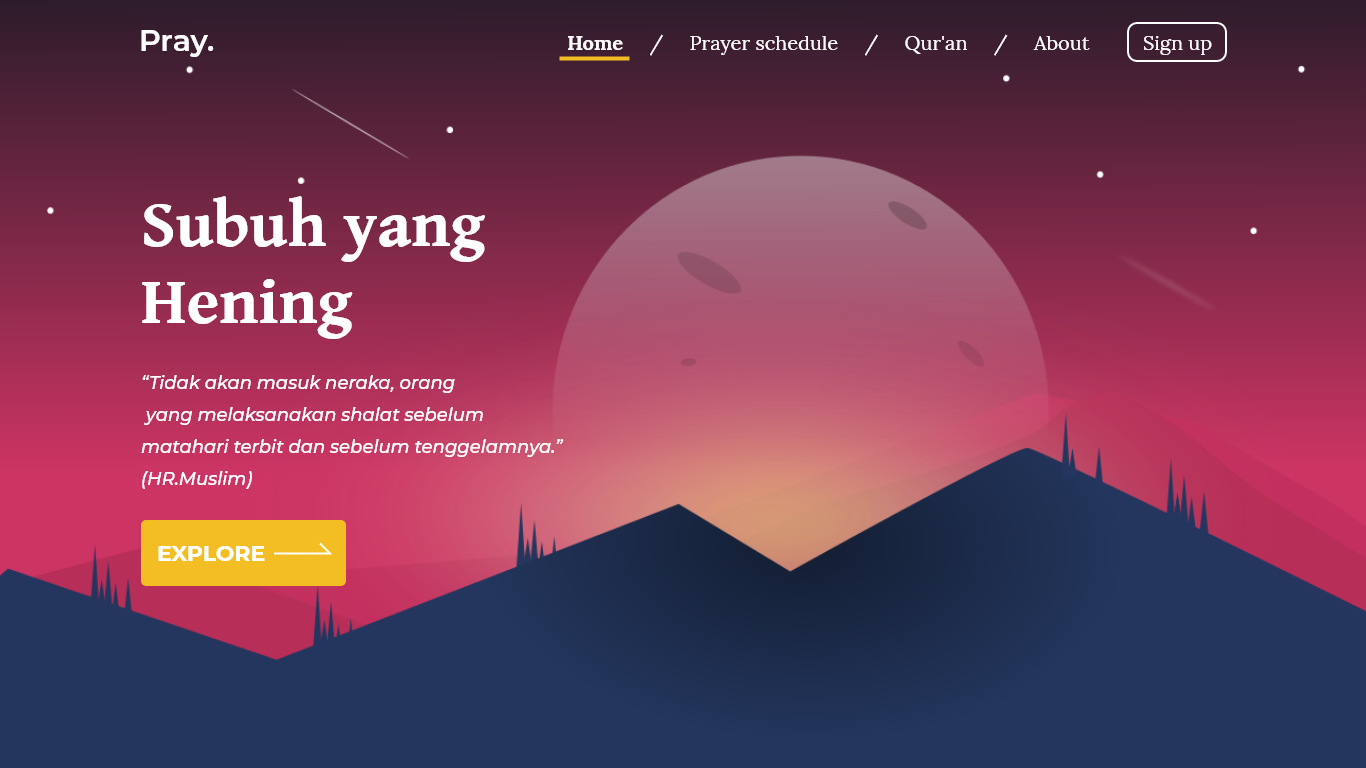 Pray.
Home / Prayer schedule / Qur'an / About Sign up
Subuh yang
Hening
“Tidak akan masuk neraka, orang
yang melaksanakan shalat sebelum
matahari terbit dan sebelum tenggelamnya.”
(HR.Muslim)
EXPLORE